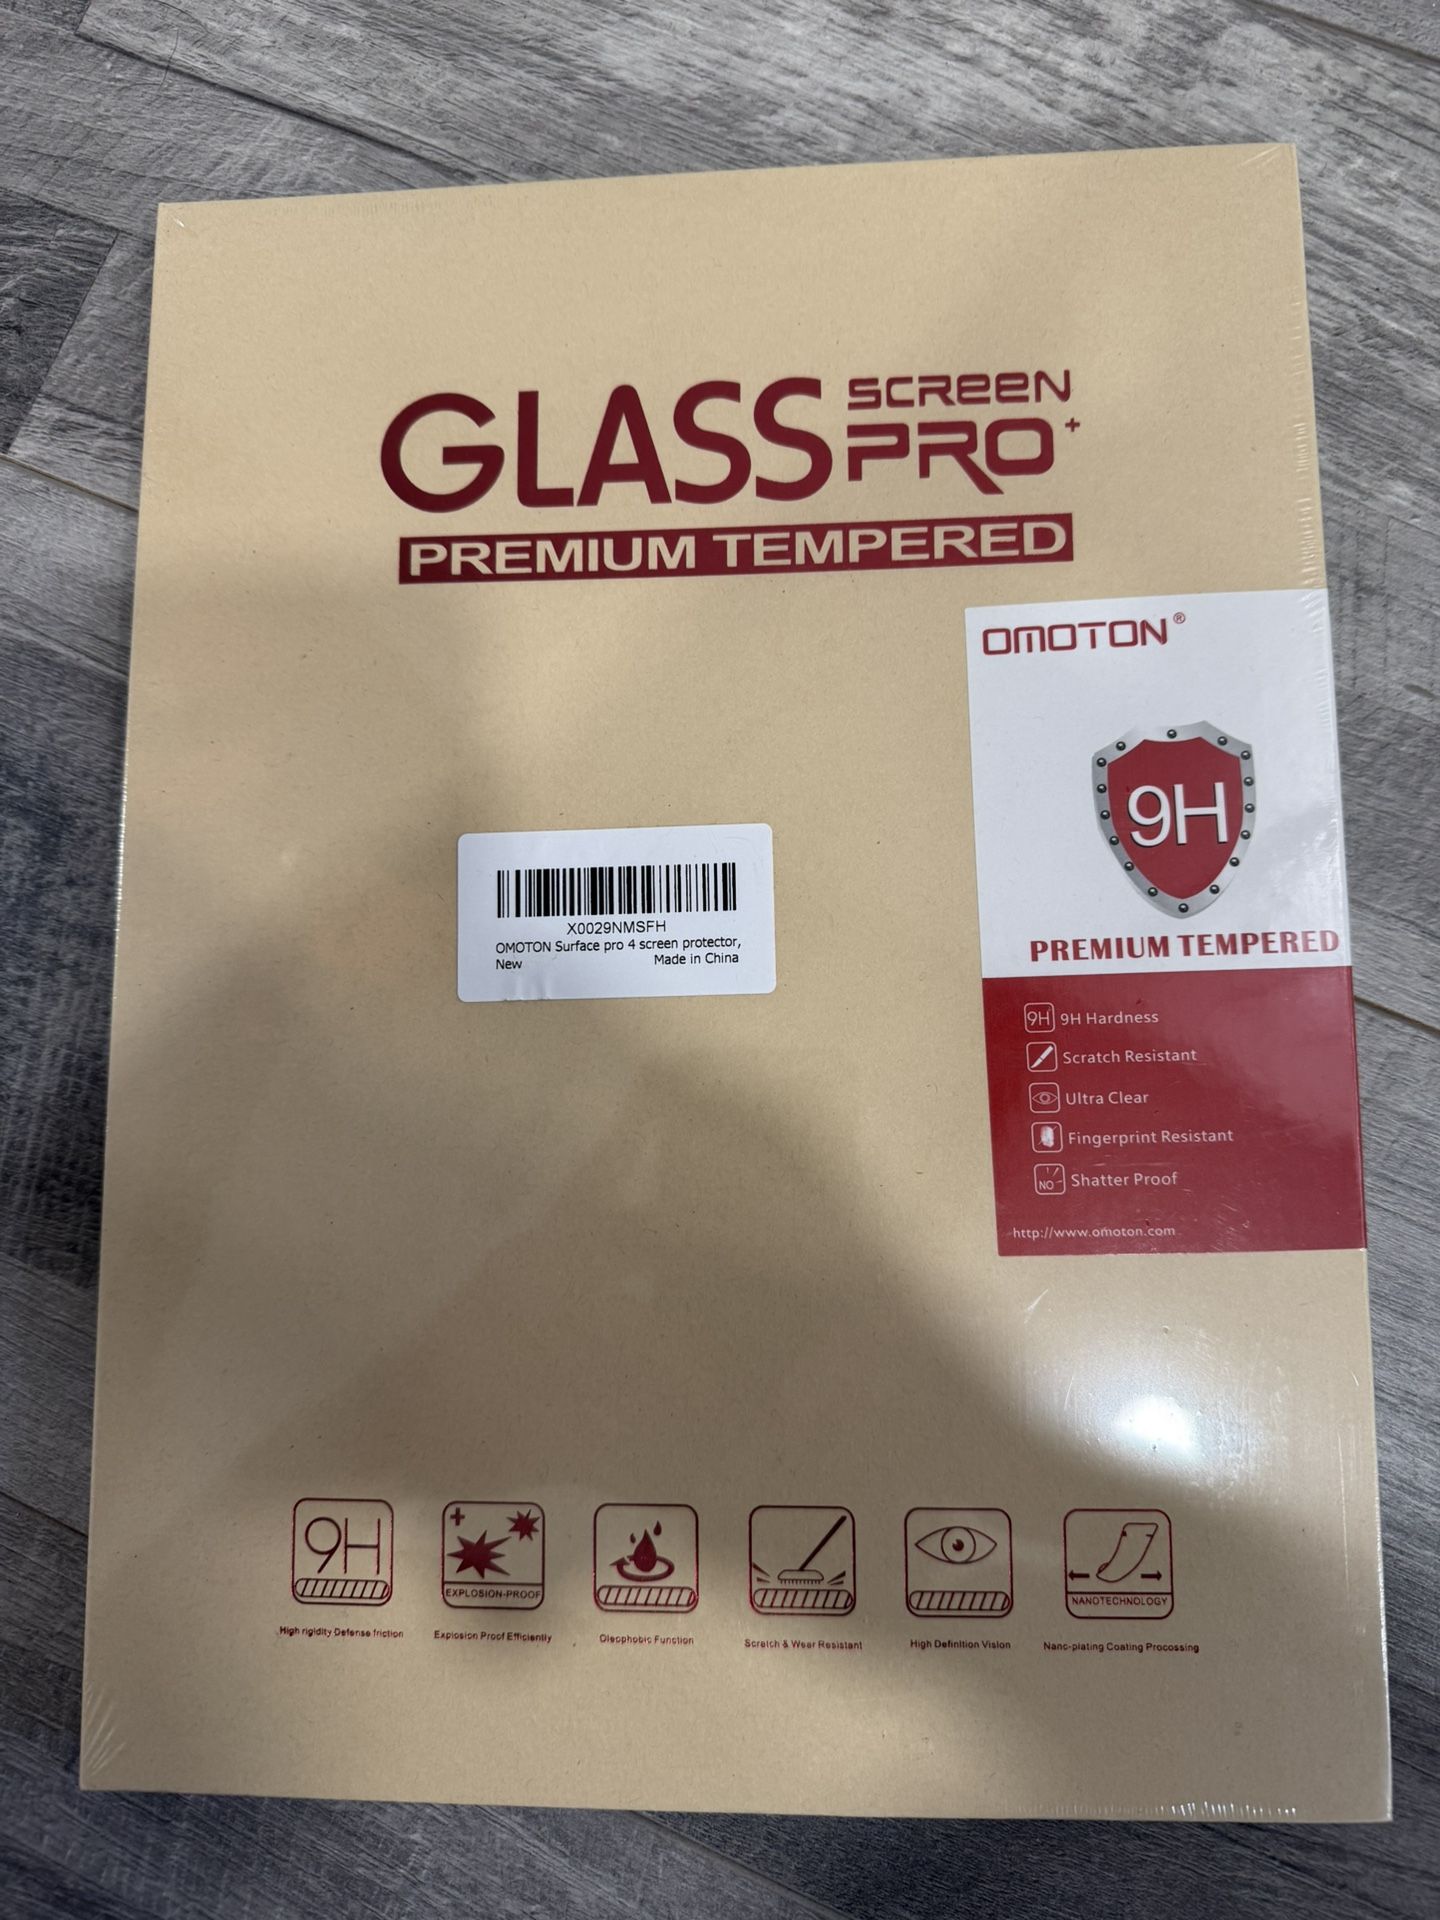 GLASS SCREEN PRO+
PREMIUM TEMPERED
OMOTON®
9H
PREMIUM TEMPERED
9H 9H Hardness
Scratch Resistant
Ultra Clear
Fingerprint Resistant
NO Shatter Proof
http://www.omoton.com
X0029NMSFH
OMOTON Surface pro 4 screen protector,
New Made in China
9H
+
EXPLOSION-PROOF
NANOTECHNOLOGY
High rigidity Defense friction
Explosion Proof Efficiently
Oleophobic Function
Scratch & Wear Resistant
High Definition Vision
Nano-plating Coating Processing